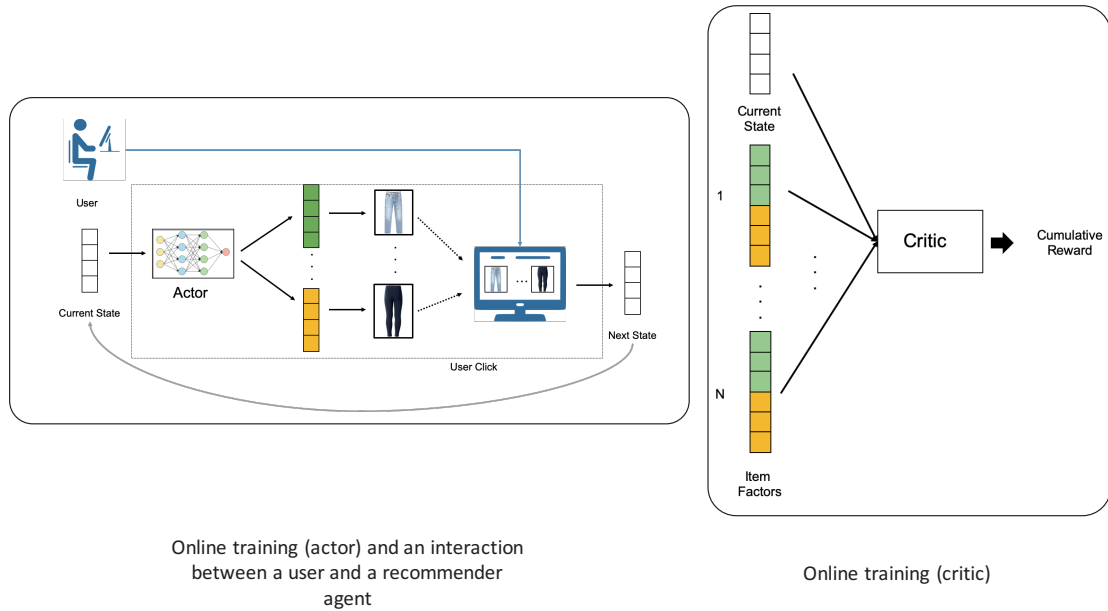 User
Current State
Actor
User Click
Next State
Online training (actor) and an interaction
between a user and a recommender
agent
Current
State
1
N
Item
Factors
Critic
Cumulative
Reward
Online training (critic)